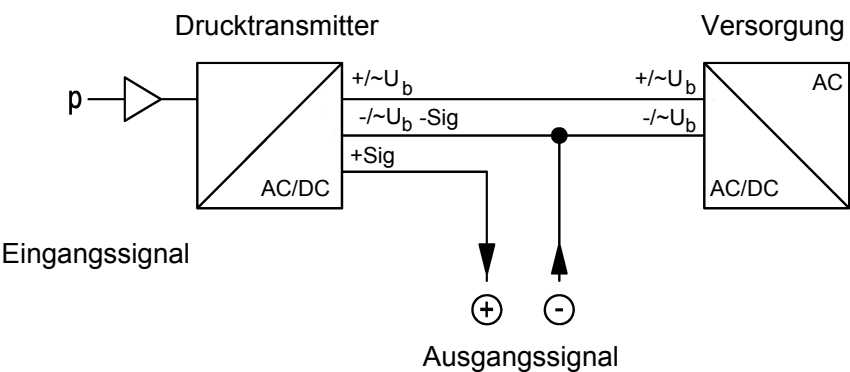 Drucktransmitter
Versorgung
p
+/~Ub
+/~Ub
AC
-/~Ub -Sig
-/~Ub
+Sig
AC/DC
AC/DC
Eingangssignal
+
-
Ausgangssignal